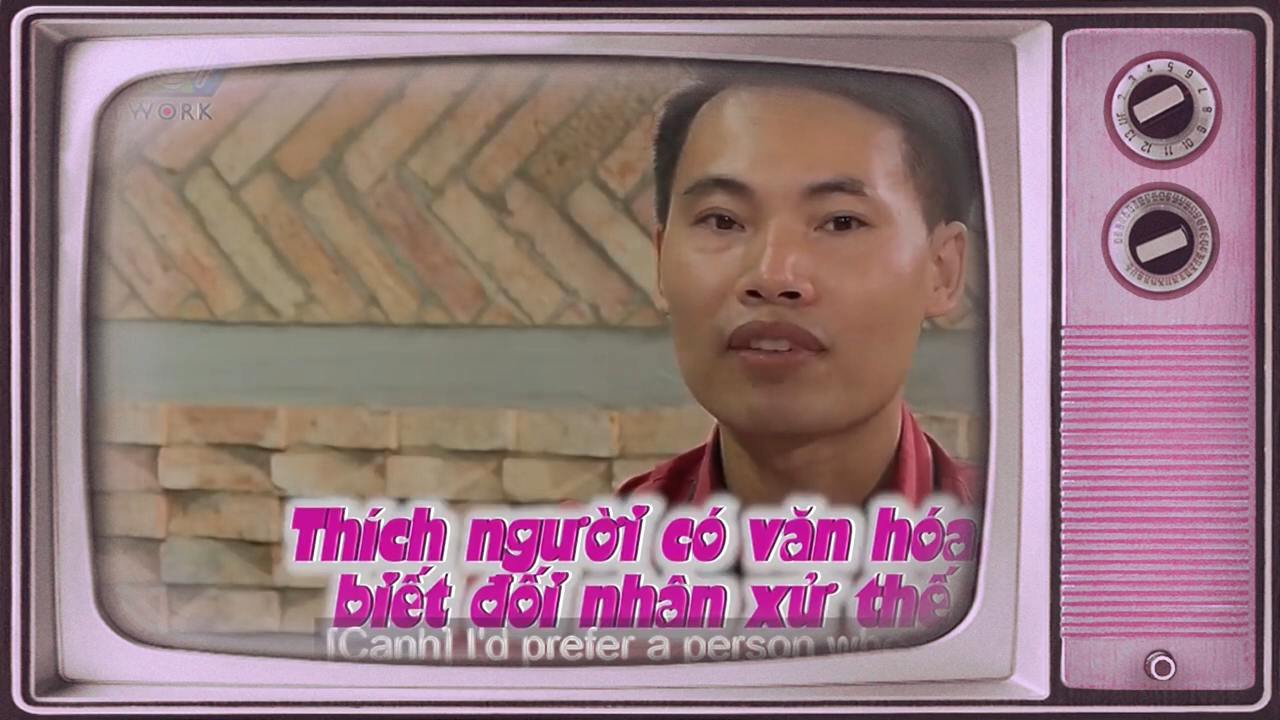 WORK
Thích người có văn hóa
biết đối nhân xử thế
[Canh] I'd prefer a person who